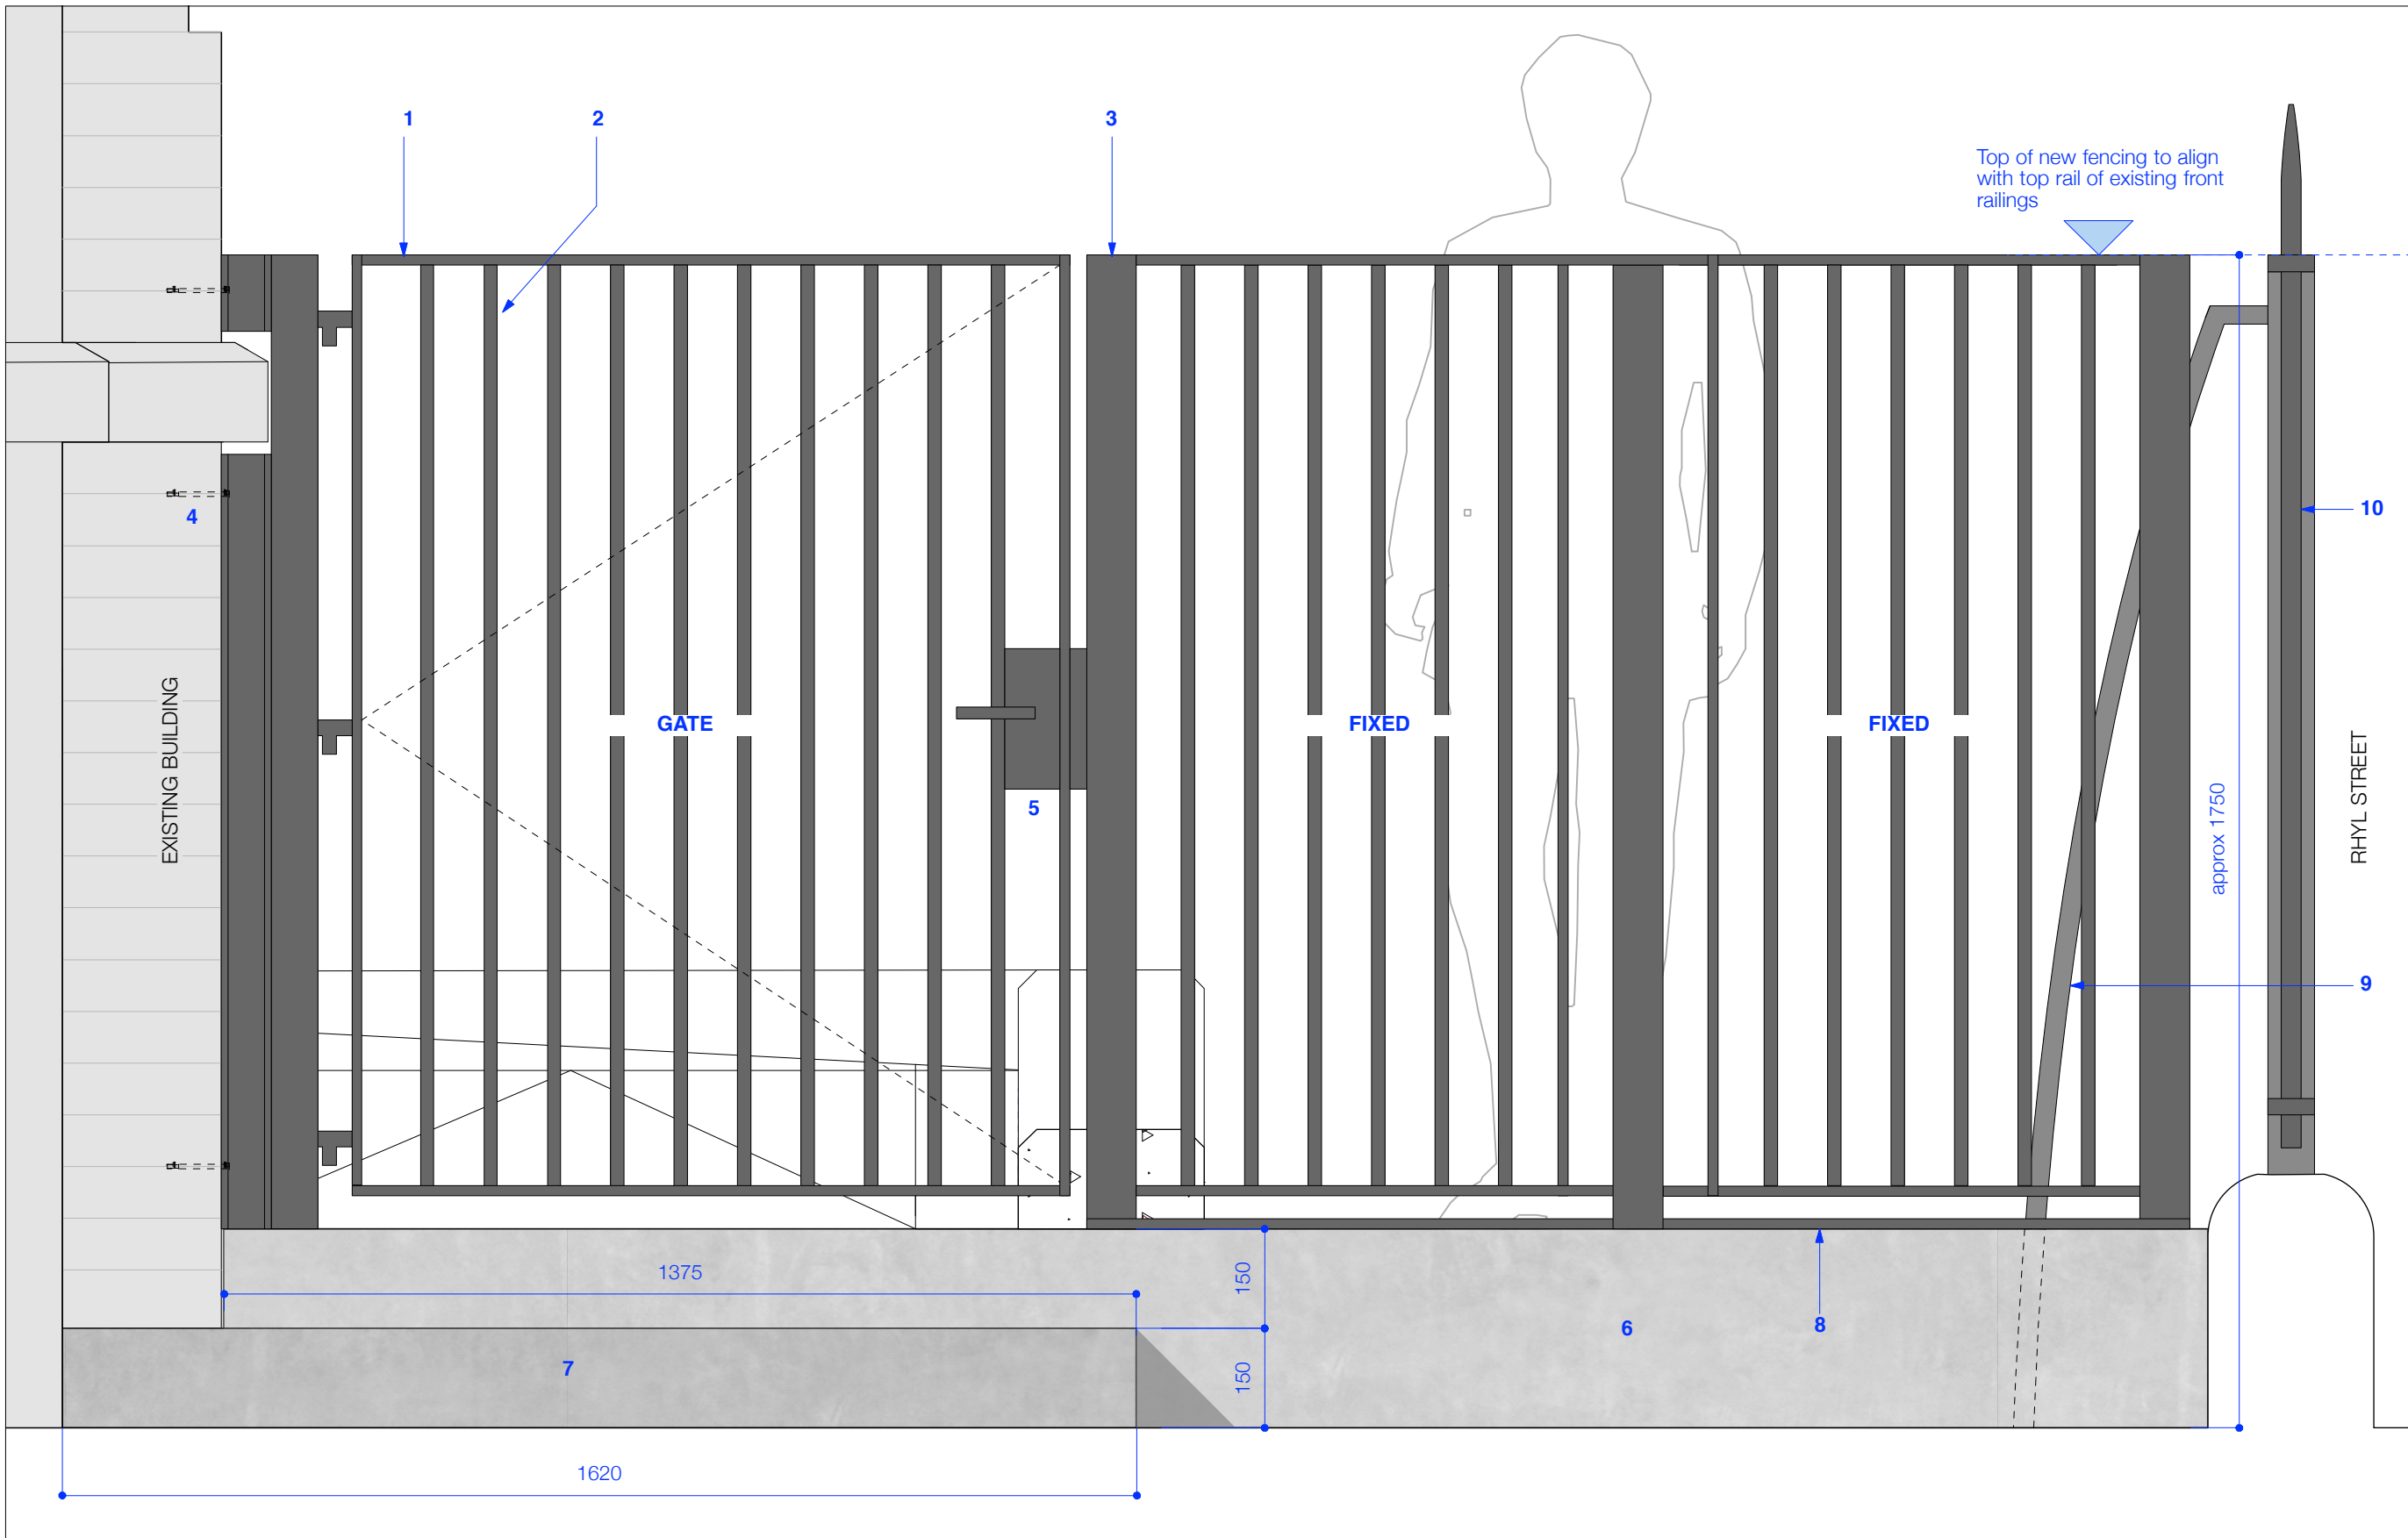 1
2
3
Top of new fencing to align
with top rail of existing front
railings
4
10
EXISTING BUILDING
GATE
FIXED
FIXED
RHYL STREET
approx 1750
5
9
1375
150
6
8
7
150
1620